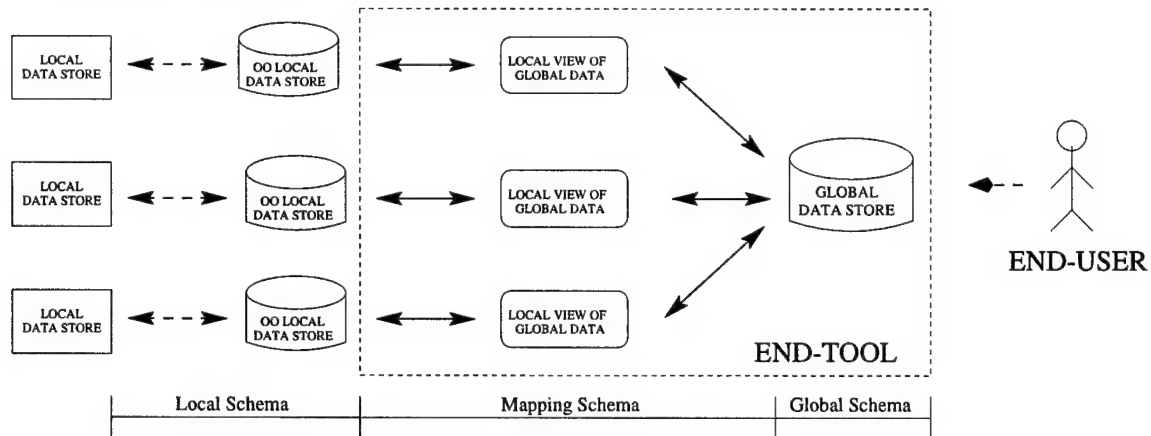 LOCAL
DATA STORE
OO LOCAL
DATA STORE
LOCAL VIEW OF
GLOBAL DATA
LOCAL
DATA STORE
OO LOCAL
DATA STORE
LOCAL VIEW OF
GLOBAL DATA
GLOBAL
DATA STORE
END-USER
LOCAL
DATA STORE
OO LOCAL
DATA STORE
LOCAL VIEW OF
GLOBAL DATA
END-TOOL
Local Schema
Mapping Schema
Global Schema